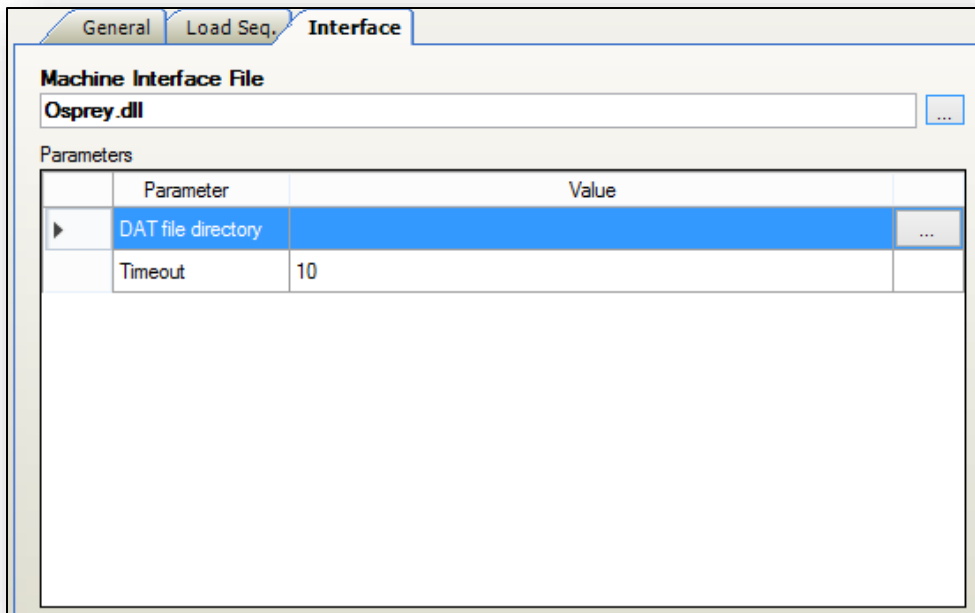 General Load Seq. Interface
Machine Interface File
Osprey.dll ...
Parameters
Parameter Value
DAT file directory ...
Timeout 10